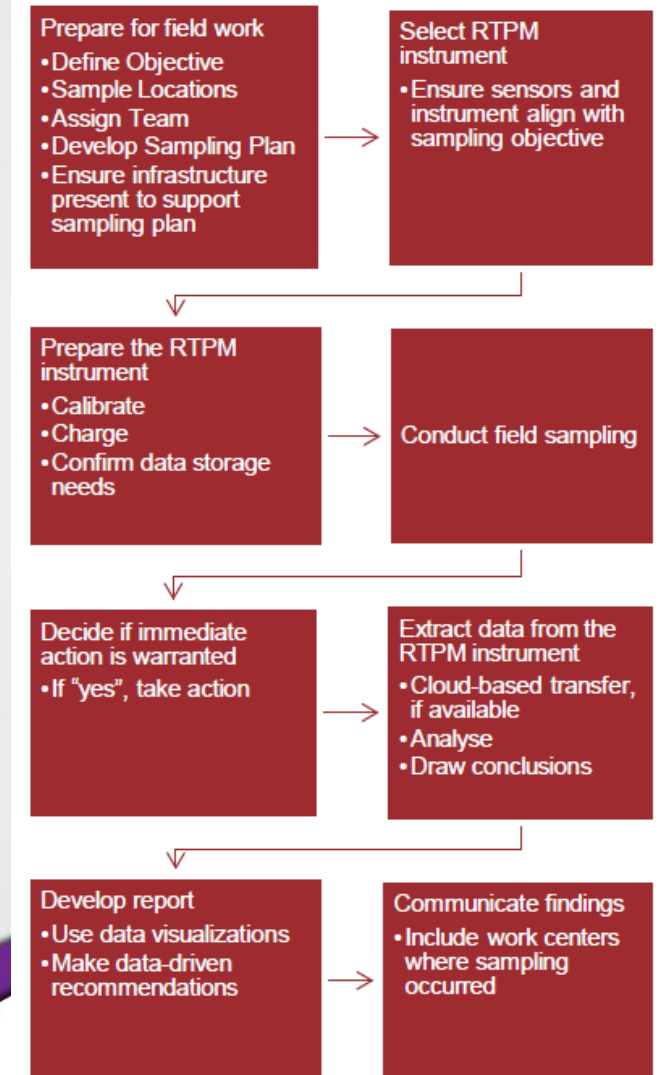 Prepare for field work
•Define Objective
•Sample Locations
•Assign Team
•Develop Sampling Plan
•Ensure infrastructure
present to support
sampling plan
Select RTPM
instrument
•Ensure sensors and
instrument align with
sampling objective
Prepare the RTPM
instrument
•Calibrate
•Charge
•Confirm data storage
needs
Conduct field sampling
Decide if immediate
action is warranted
•If “yes”, take action
Extract data from the
RTPM instrument
•Cloud-based transfer,
if available
•Analyse
•Draw conclusions
Develop report
•Use data visualizations
•Make data-driven
recommendations
Communicate findings
•Include work centers
where sampling
occurred